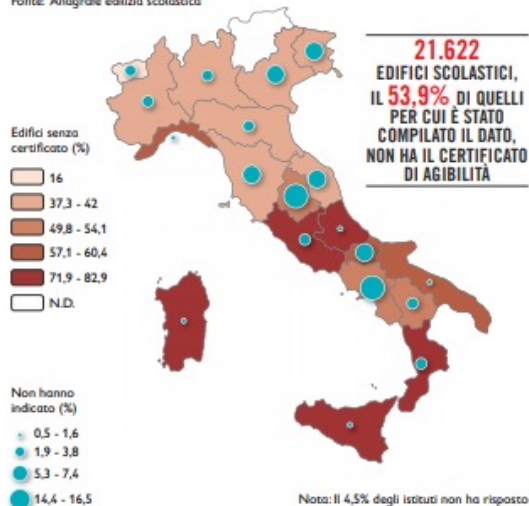 Fonte: Anagrafe edilizia scolastica
21.622
EDIFICI SCOLASTICI,
IL 53,9% DI QUELLI
PER CUI È STATO
COMPILATO IL DATO,
NON HA IL CERTIFICATO
DI AGIBILITÀ
Edifici senza
certificato (%)
16
37,3 - 42
49,8 - 54,1
57,1 - 60,4
71,9 - 82,9
N.D.
Non hanno
indicato (%)
0,5 - 1,6
1,9 - 3,8
5,3 - 7,4
14,4 - 16,5
Nota: Il 4,5% degli istituti non ha risposto